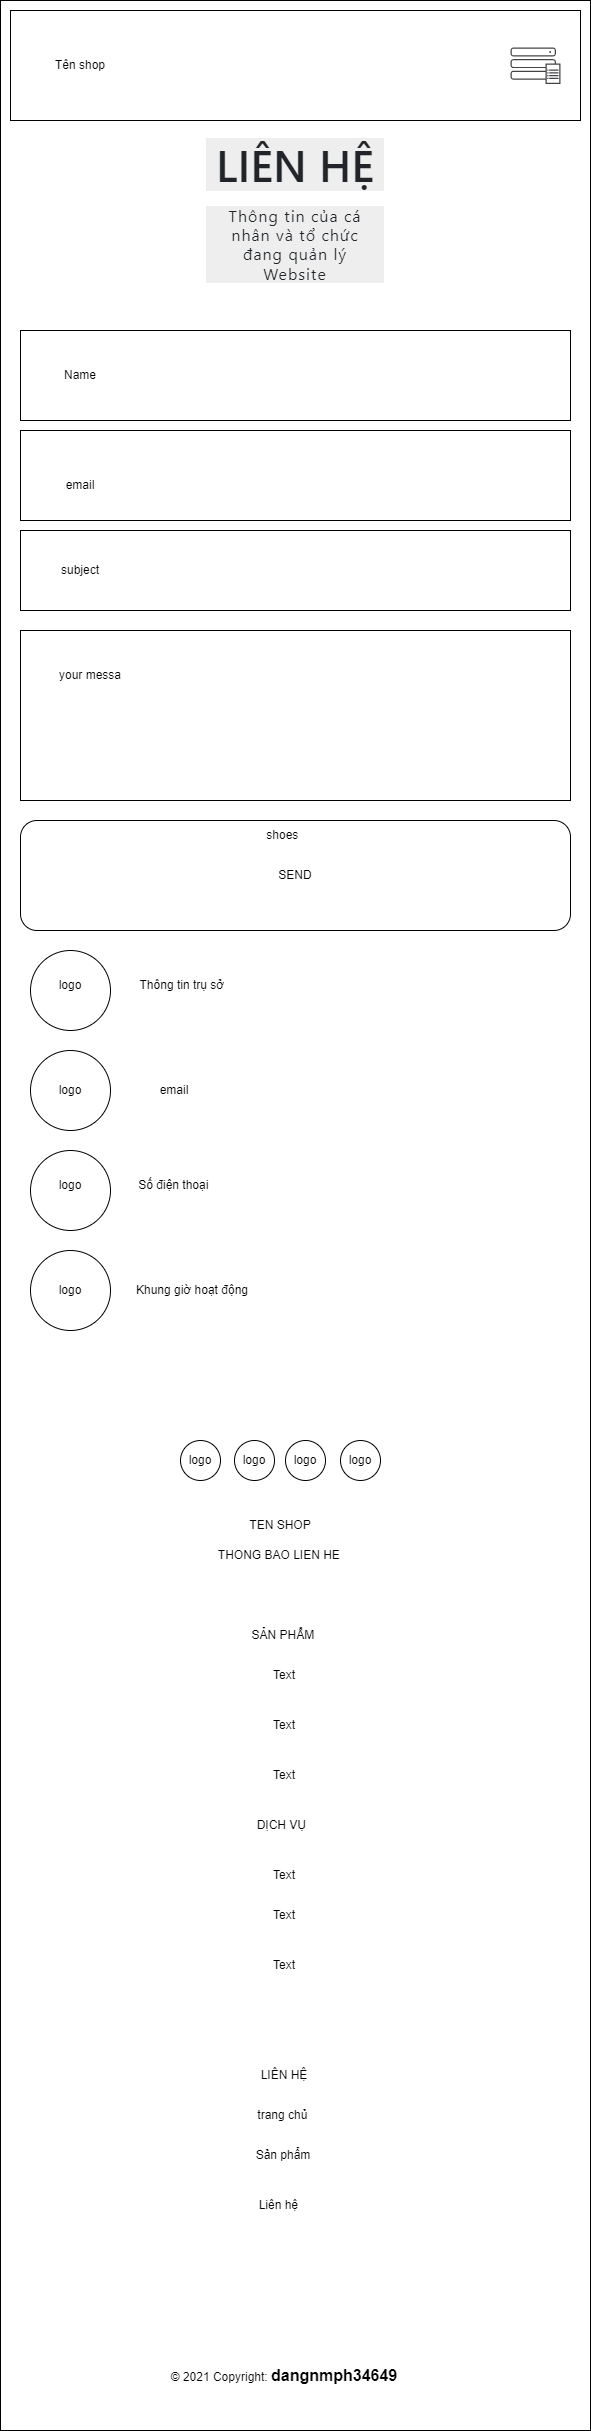 Tên shop
LIÊN HỆ
Thông tin của cá
nhân và tổ chức
đang quản lý
Website
Name
email
subject
your messa
shoes
SEND
logo
Thông tin trụ sở
logo
email
logo
Số điện thoại
logo
Khung giờ hoạt động
logo logo logo logo
TEN SHOP
THONG BAO LIEN HE
SẢN PHẨM
Text
Text
Text
DỊCH VỤ
Text
Text
Text
LIÊN HỆ
trang chủ
Sản phẩm
Liên hệ
© 2021 Copyright: dangnmph34649